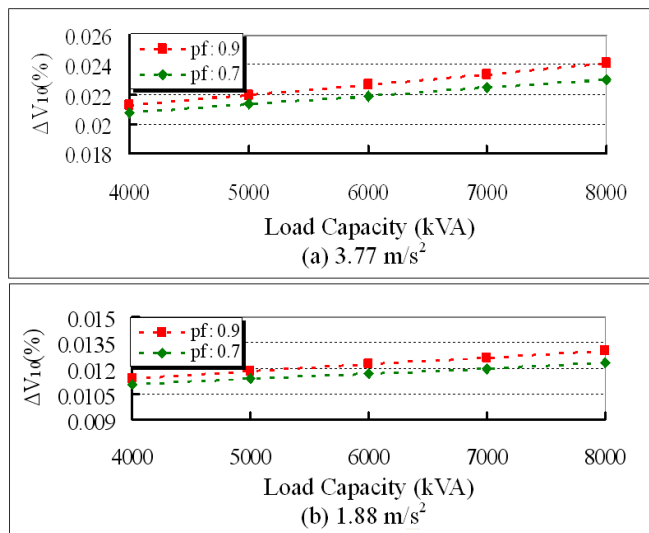 0.026
0.024
0.022
0.02
0.018
ΔV10(%)
pf: 0.9
pf: 0.7
4000 5000 6000 7000 8000
Load Capacity (kVA)
(a) 3.77 m/s²
0.015
0.0135
0.012
0.0105
0.009
ΔV10(%)
pf: 0.9
pf: 0.7
4000 5000 6000 7000 8000
Load Capacity (kVA)
(b) 1.88 m/s²